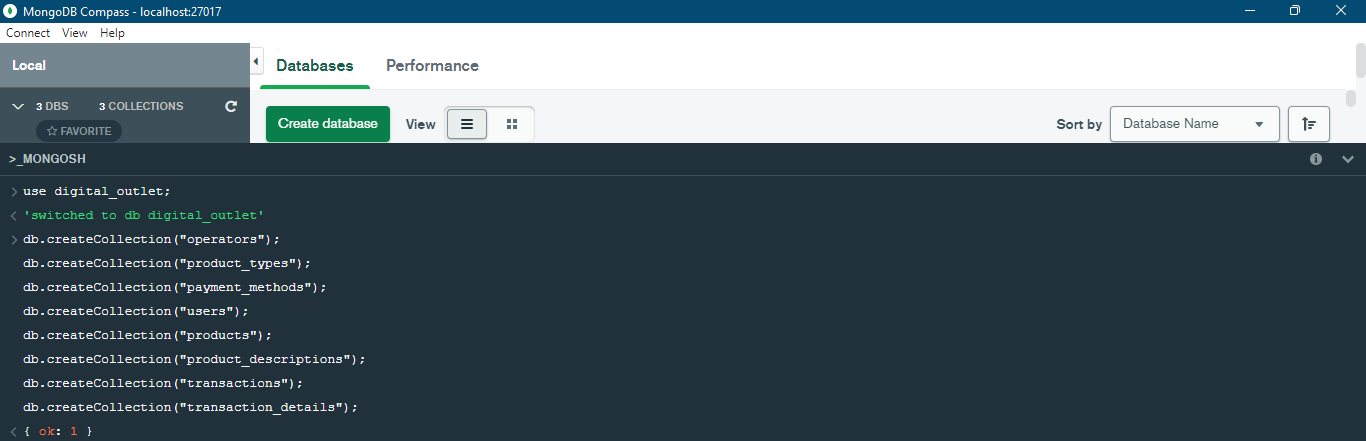 MongoDB Compass - localhost:27017
Connect View Help
Local
Databases Performance
3 DBS 3 COLLECTIONS
FAVORITE
Create database View Sort by Database Name
>_MONGOSH
> use digital_outlet;
< 'switched to db digital_outlet'
> db.createCollection("operators");
db.createCollection("product_types");
db.createCollection("payment_methods");
db.createCollection("users");
db.createCollection("products");
db.createCollection("product_descriptions");
db.createCollection("transactions");
db.createCollection("transaction_details");
< { ok: 1 }